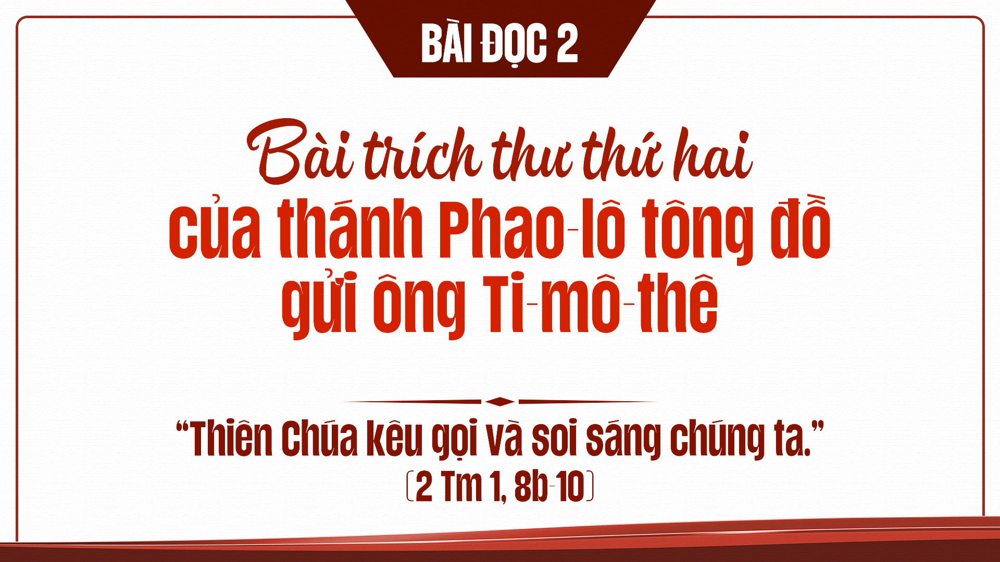 BÀI ĐỌC 2
Bài trích thư thứ hai
của thánh Phao-lô tông đồ
gửi ông Ti-mô-thê
“Thiên Chúa kêu gọi và soi sáng chúng ta.”
(2 Tm 1, 8b-10)